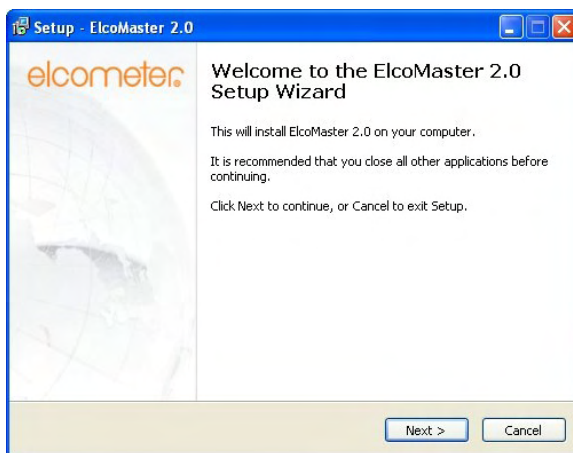 Setup - ElcoMaster 2.0
elcometer
Welcome to the ElcoMaster 2.0
Setup Wizard
This will install ElcoMaster 2.0 on your computer.
It is recommended that you close all other applications before
continuing.
Click Next to continue, or Cancel to exit Setup.
Next >
Cancel